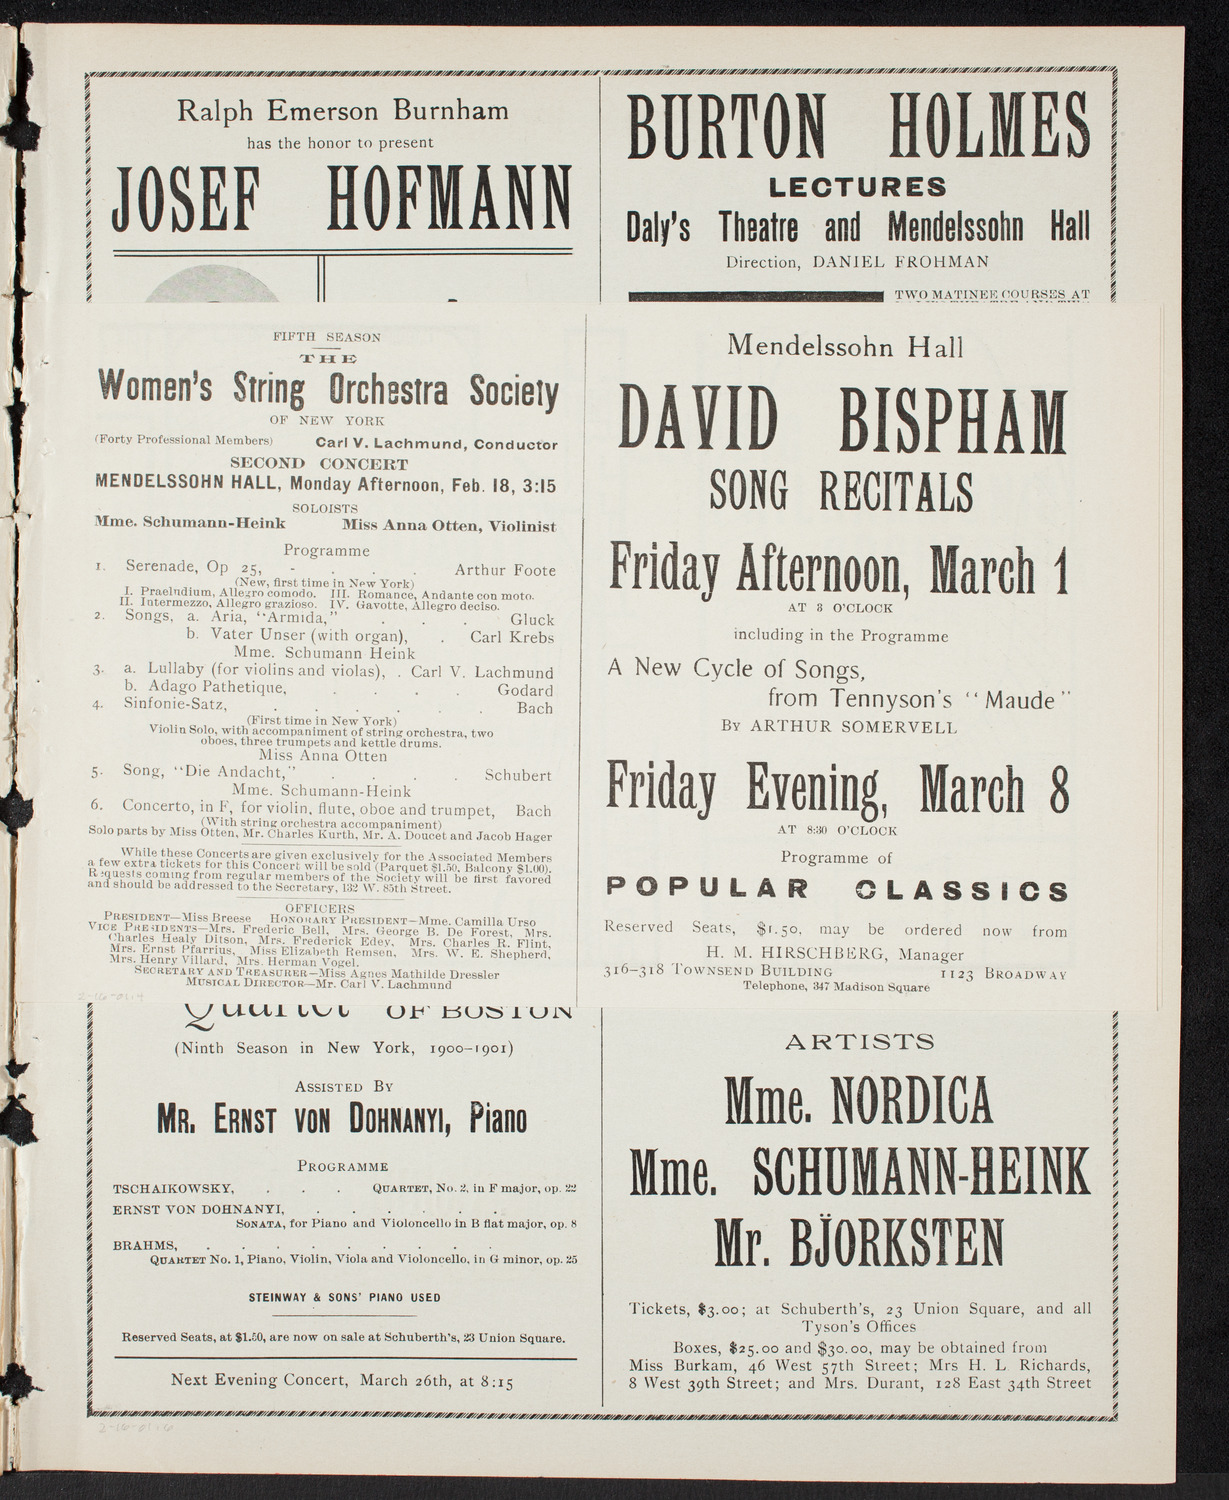 Ralph Emerson Burnham
has the honor to present
JOSEF HOFMANN
BURTON HOLMES
LECTURES
Daly's Theatre and Mendelssohn Hall
Direction, DANIEL FROHMAN
TWO MATINEE COURSES AT
FIFTH SEASON
THE
Women's String Orchestra Society
OF NEW YORK
(Forty Professional Members) Carl V. Lachmund, Conductor
SECOND CONCERT
MENDELSSOHN HALL, Monday Afternoon, Feb. 18, 3:15
SOLOISTS
Mme. Schumann-Heink Miss Anna Otten, Violinist
Programme
1. Serenade, Op 25, - . . . Arthur Foote
(New, first time in New York)
I. Praeludium, Allegro comodo. III. Romance, Andante con moto.
II. Intermezzo, Allegro grazioso. IV. Gavotte, Allegro deciso.
2. Songs, a. Aria, "Armida," . . . Gluck
b. Vater Unser (with organ), . Carl Krebs
Mme. Schumann Heink
3. a. Lullaby (for violins and violas), . Carl V. Lachmund
b. Adago Pathetique, . . . . Godard
4. Sinfonie-Satz, . . . . . . Bach
(First time in New York)
Violin Solo, with accompaniment of string orchestra, two
oboes, three trumpets and kettle drums.
Miss Anna Otten
5. Song, "Die Andacht," . . . . Schubert
Mme. Schumann-Heink
6. Concerto, in F, for violin, flute, oboe and trumpet, Bach
(With string orchestra accompaniment)
Solo parts by Miss Otten, Mr. Charles Kurth, Mr. A. Doucet and Jacob Hager
While these Concerts are given exclusively for the Associated Members
a few extra tickets for this Concert will be sold (Parquet $1.50, Balcony $1.00).
Requests coming from regular members of the Society will be first favored
and should be addressed to the Secretary, 132 W. 85th Street.
OFFICERS
PRESIDENT—Miss Breese HONORARY PRESIDENT—Mme. Camilla Urso
VICE PRESIDENTS—Mrs. Frederic Bell, Mrs. George B. De Forest, Mrs.
Charles Healy Ditson, Mrs. Frederick Edey, Mrs. Charles R. Flint,
Mrs. Ernst Pfarrius, Miss Elizabeth Remsen, Mrs. W. E. Shepherd,
Mrs. Henry Villard, Mrs. Herman Vogel.
SECRETARY AND TREASURER—Miss Agnes Mathilde Dressler
MUSICAL DIRECTOR—Mr. Carl V. Lachmund
Mendelssohn Hall
DAVID BISPHAM
SONG RECITALS
Friday Afternoon, March 1
AT 3 O'CLOCK
including in the Programme
A New Cycle of Songs,
from Tennyson's "Maude"
By ARTHUR SOMERVELL
Friday Evening, March 8
AT 8:30 O'CLOCK
Programme of
POPULAR CLASSICS
Reserved Seats, $1.50, may be ordered now from
H. M. HIRSCHBERG, Manager
316-318 TOWNSEND BUILDING 1123 BROADWAY
Telephone, 347 Madison Square
2-16-01-4
Quartet OF BOSTON
(Ninth Season in New York, 1900-1901)
ASSISTED BY
MR. ERNST VON DOHNANYI, Piano
PROGRAMME
TSCHAIKOWSKY, . . . QUARTET, No. 2, in F major, op. 22
ERNST VON DOHNANYI, . . . . . .
SONATA, for Piano and Violoncello in B flat major, op. 8
BRAHMS, . . . . . . . . .
QUARTET No. 1, Piano, Violin, Viola and Violoncello, in G minor, op. 25
STEINWAY & SONS' PIANO USED
Reserved Seats, at $1.50, are now on sale at Schuberth's, 23 Union Square.
Next Evening Concert, March 26th, at 8:15
ARTISTS
Mme. NORDICA
Mme. SCHUMANN-HEINK
Mr. BJÖRKSTEN
Tickets, $3.00; at Schuberth's, 23 Union Square, and all
Tyson's Offices
Boxes, $25.00 and $30.00, may be obtained from
Miss Burkam, 46 West 57th Street; Mrs H. L. Richards,
8 West 39th Street; and Mrs. Durant, 128 East 34th Street
2-16-01-6